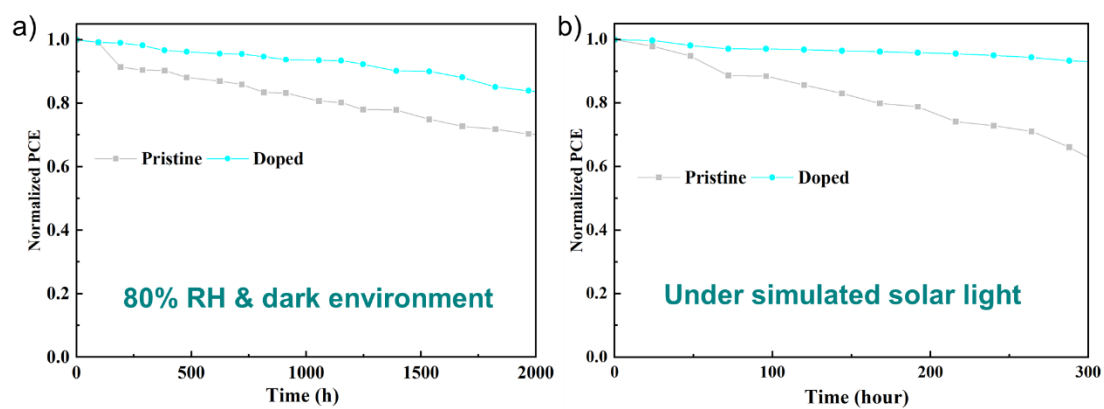 a)
1.0
0.8
0.6
0.4
0.2
0.0
Normalized PCE
Pristine Doped
80% RH & dark environment
0 500 1000 1500 2000
Time (h)
b)
1.0
0.8
0.6
0.4
0.2
0.0
Normalized PCE
Pristine Doped
Under simulated solar light
0 100 200 300
Time (hour)